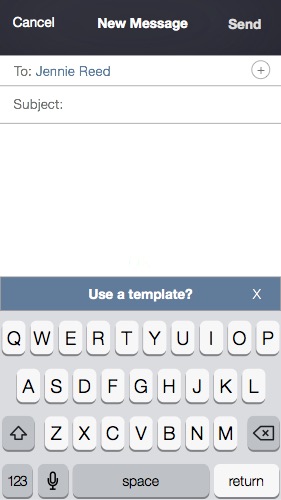 Cancel New Message Send
To: Jennie Reed +
Subject:
Use a template? X
Q W E R T Y U I O P
A S D F G H J K L
Z X C V B N M
123 space return